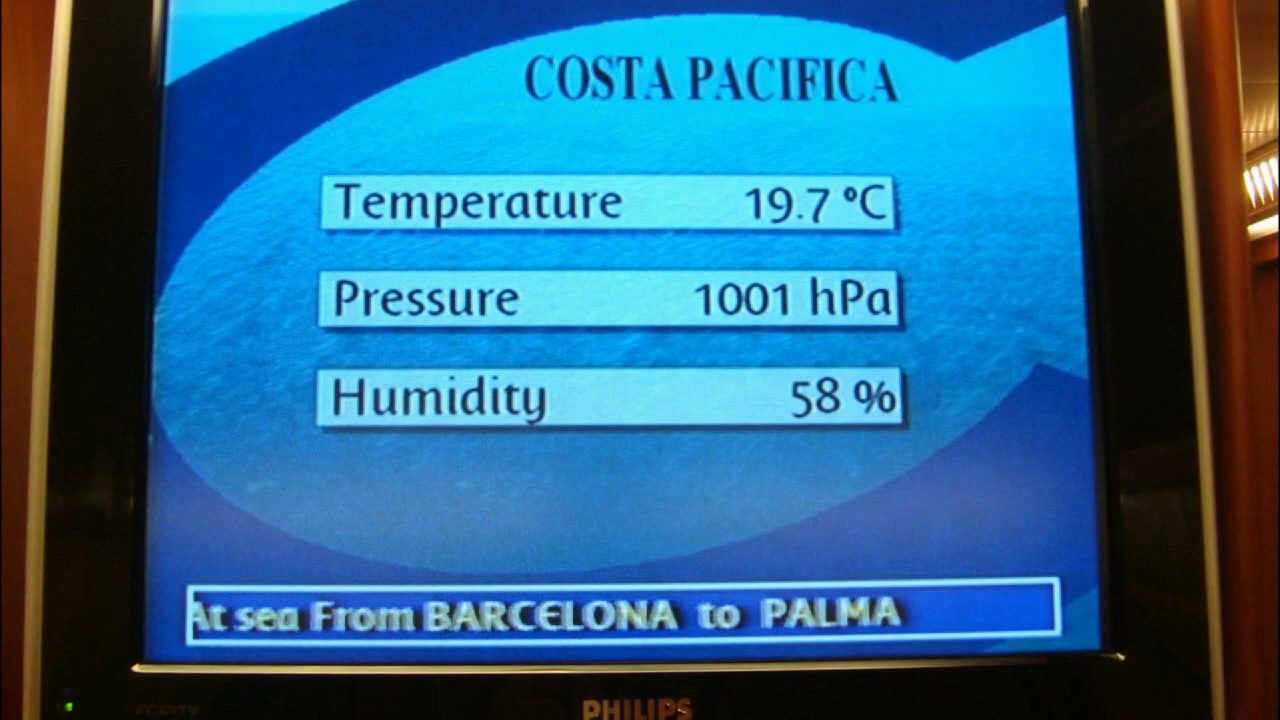 COSTA PACIFICA
Temperature 19.7 °C
Pressure 1001 hPa
Humidity 58 %
At sea From BARCELONA to PALMA
PHILIPS